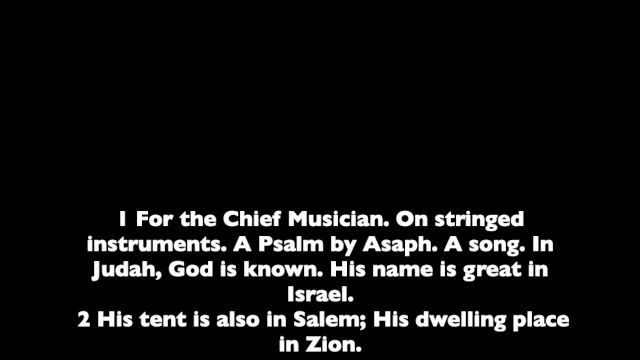 1 For the Chief Musician. On stringed
instruments. A Psalm by Asaph. A song. In
Judah, God is known. His name is great in
Israel.
2 His tent is also in Salem; His dwelling place
in Zion.